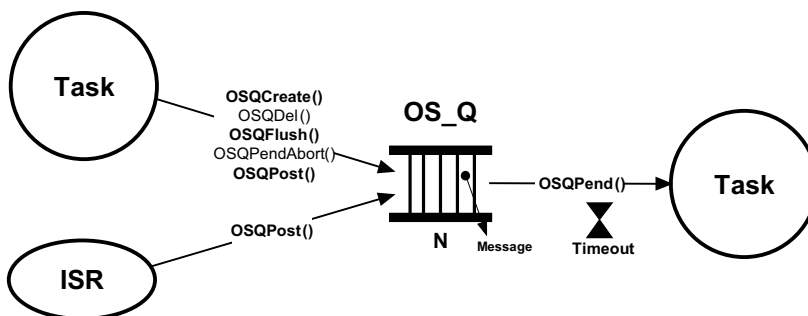 Task
OSQCreate()
OSQDel()
OSQFlush()
OSQPendAbort()
OSQPost()
OSQPost()
ISR
OS_Q
N
Message
OSQPend()
Timeout
Task